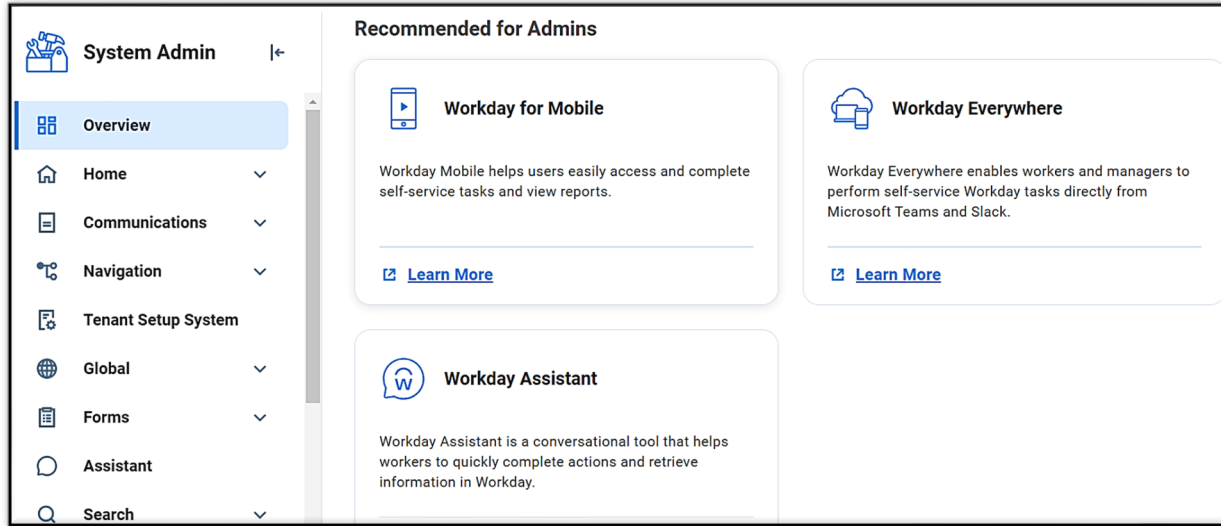 System Admin
Overview
Home
Communications
Navigation
Tenant Setup System
Global
Forms
Assistant
Search
Recommended for Admins
Workday for Mobile
Workday Mobile helps users easily access and complete
self-service tasks and view reports.
Learn More
Workday Everywhere
Workday Everywhere enables workers and managers to
perform self-service Workday tasks directly from
Microsoft Teams and Slack.
Learn More
W
Workday Assistant
Workday Assistant is a conversational tool that helps
workers to quickly complete actions and retrieve
information in Workday.